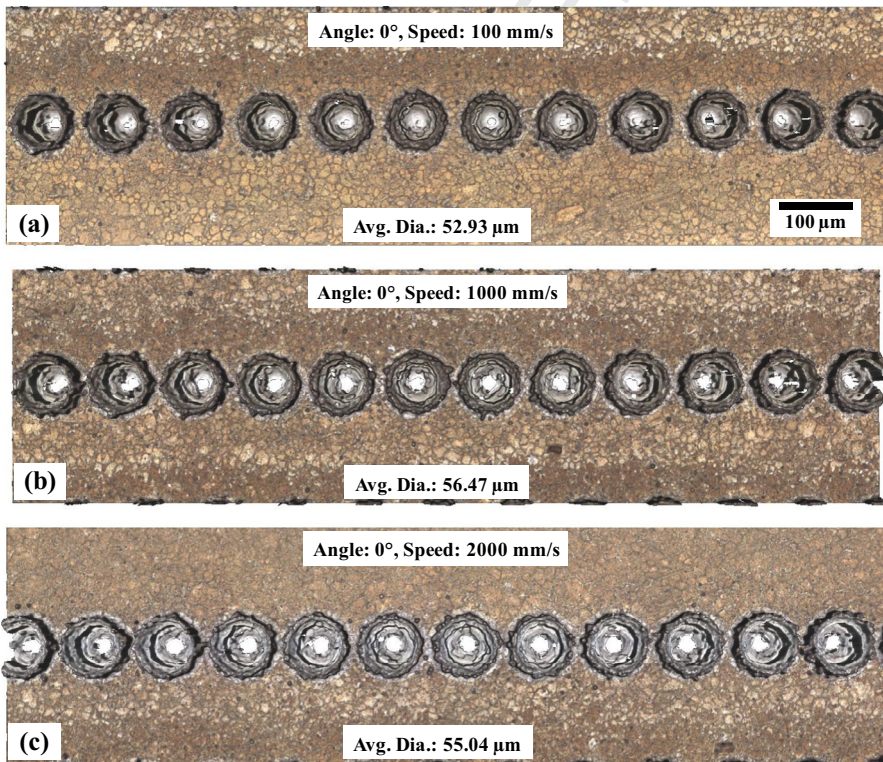 Angle: 0°, Speed: 100 mm/s
(a)
Avg. Dia.: 52.93 μm
100 μm
Angle: 0°, Speed: 1000 mm/s
(b)
Avg. Dia.: 56.47 μm
Angle: 0°, Speed: 2000 mm/s
(c)
Avg. Dia.: 55.04 μm